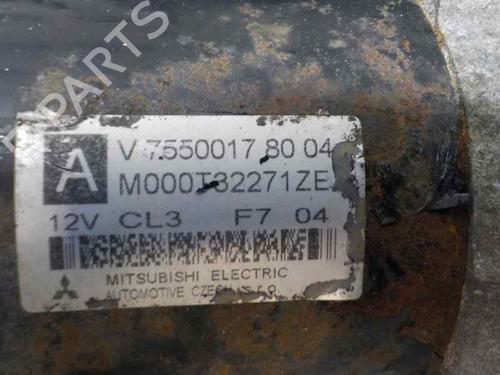 PARTS
A
V 7550017 80 04
M000T32271ZE
12V CL3 F7 04
MITSUBISHI ELECTRIC
AUTOMOTIVE CZECH s.r.o.